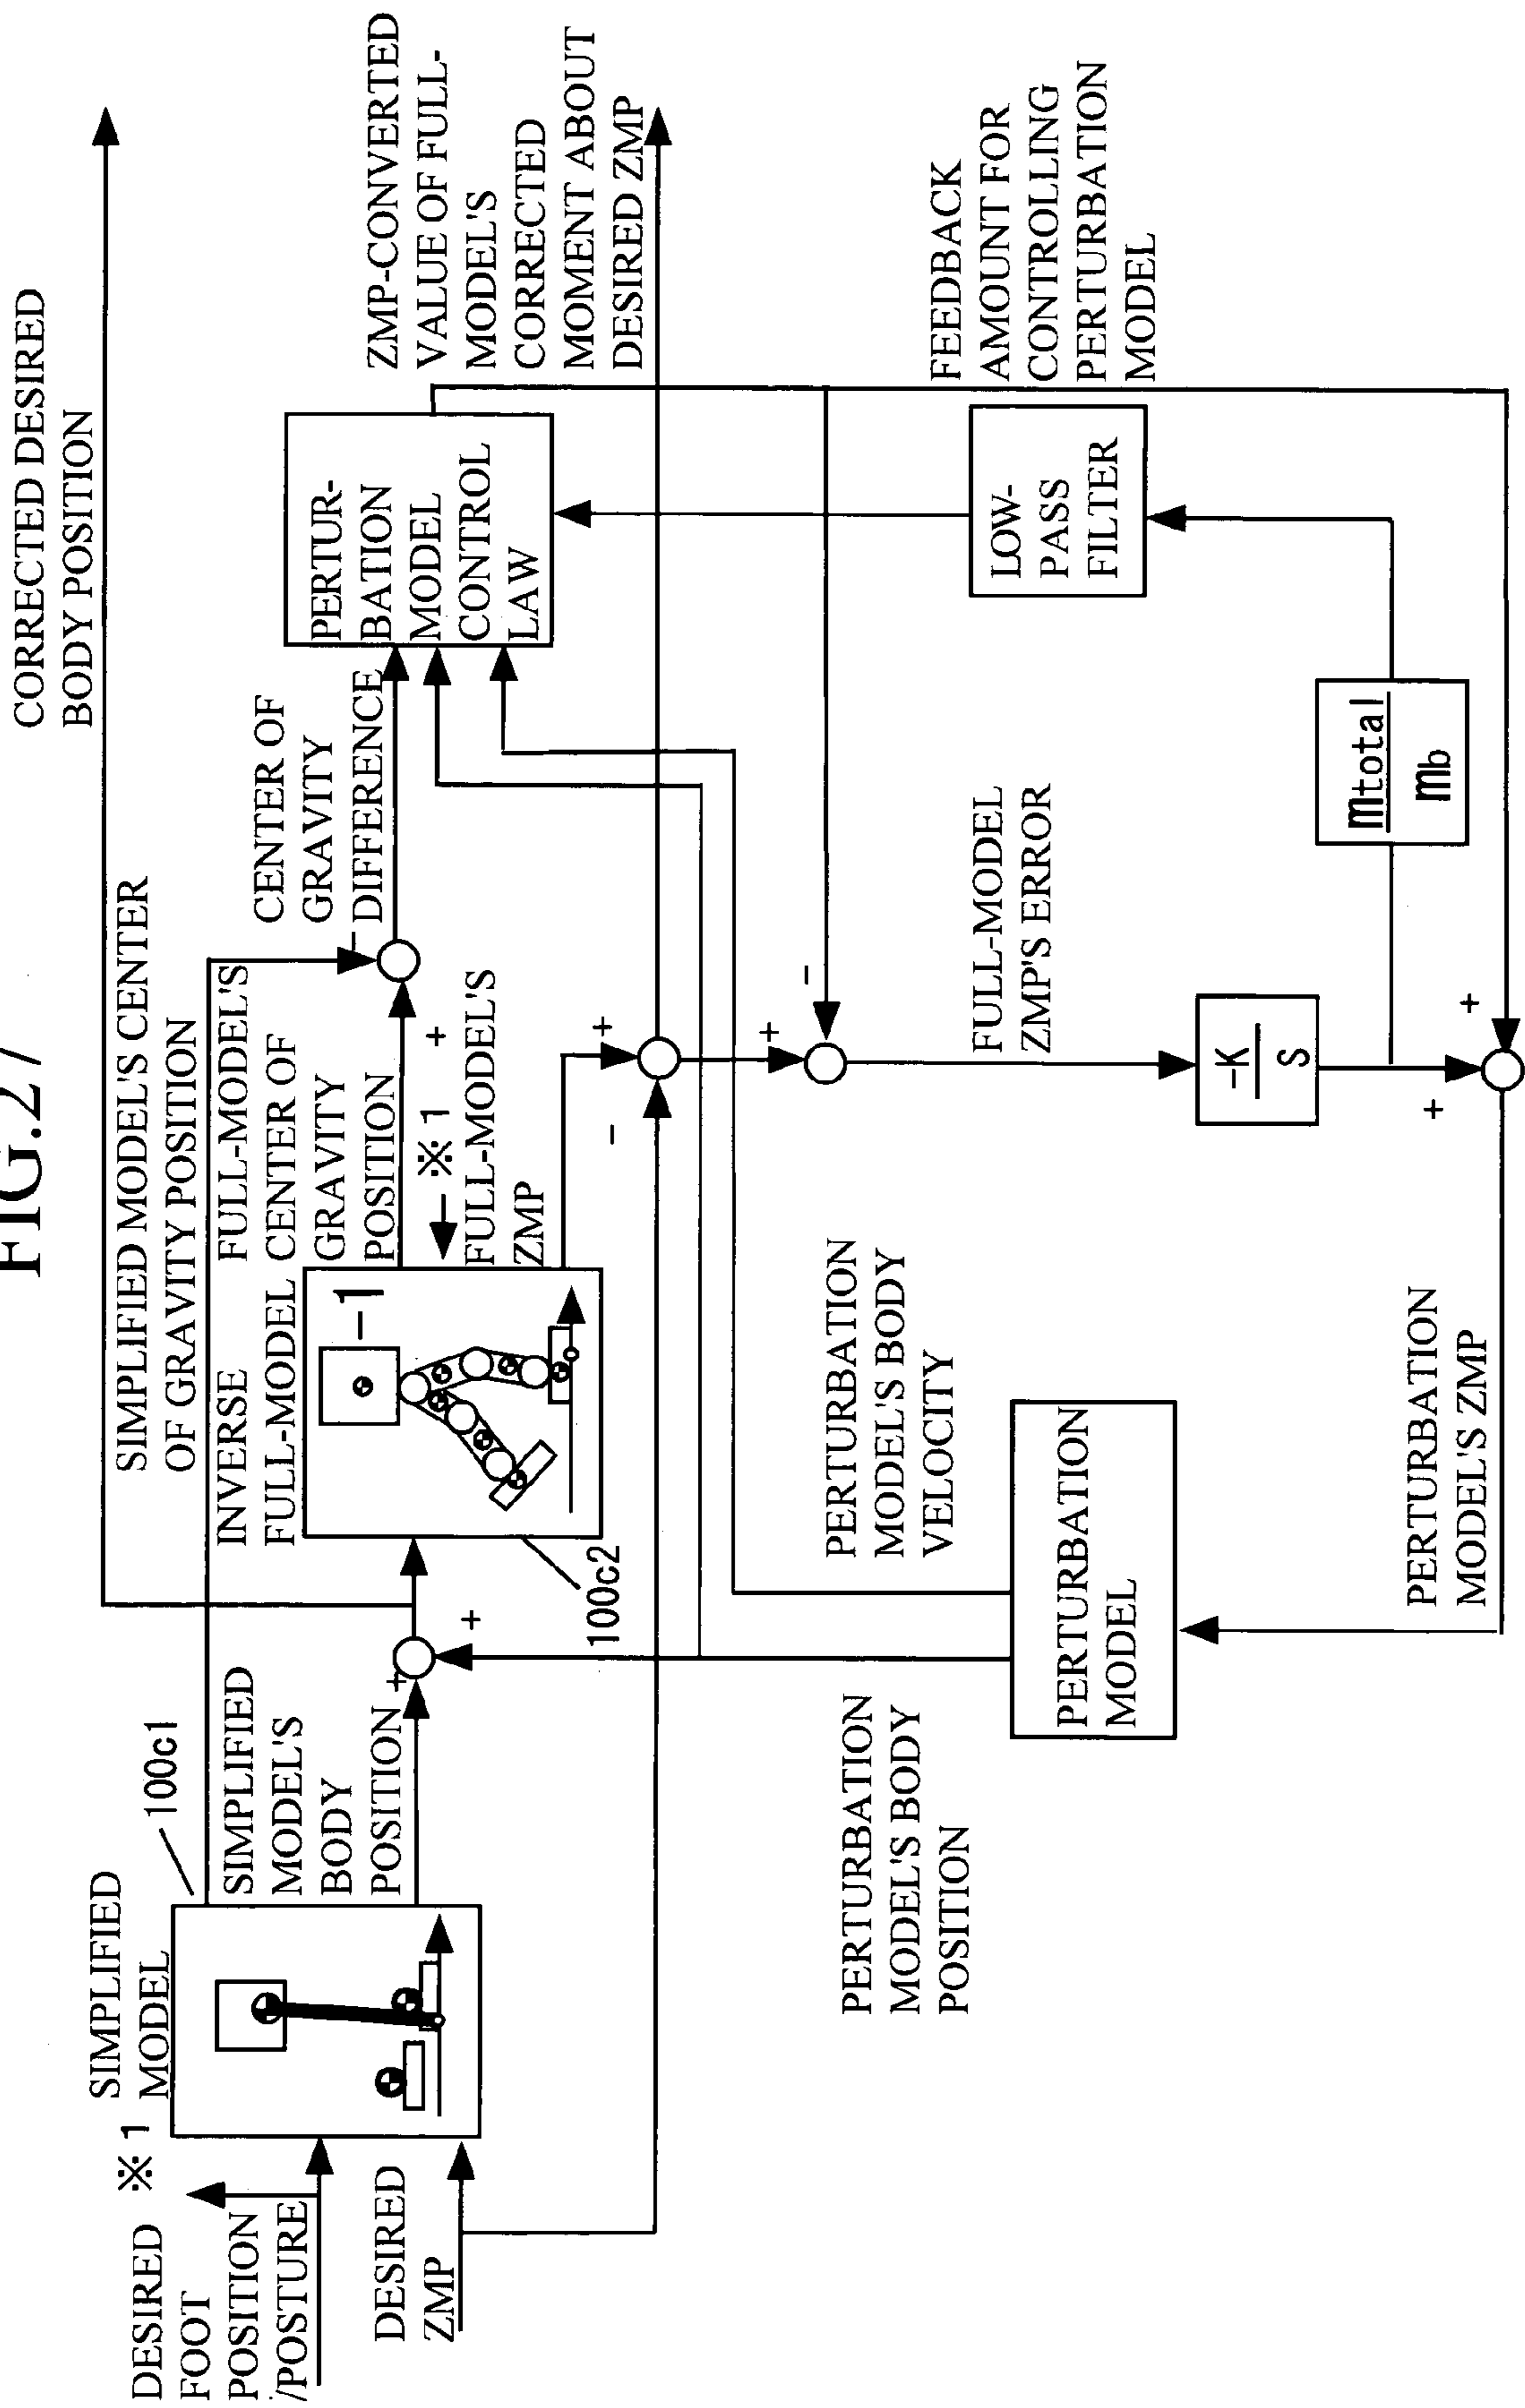 FIG.27
CORRECTED DESIRED
BODY POSITION
SIMPLIFIED MODEL'S CENTER
OF GRAVITY POSITION
SIMPLIFIED
MODEL
※1
100c1
DESIRED
FOOT
POSITION
/POSTURE
DESIRED
ZMP
SIMPLIFIED
MODEL'S
BODY
POSITION
+
+
INVERSE
FULL-MODEL
-1
100c2
FULL-MODEL'S
CENTER OF
GRAVITY
POSITION
+
-
※1
FULL-MODEL'S
ZMP
CENTER OF
GRAVITY
DIFFERENCE
PERTUR-
BATION
MODEL
CONTROL
LAW
ZMP-CONVERTED
VALUE OF FULL-
MODEL'S
CORRECTED
MOMENT ABOUT
DESIRED ZMP
+
-
+
-
FULL-MODEL
ZMP'S ERROR
FEEDBACK
AMOUNT FOR
CONTROLLING
PERTURBATION
MODEL
LOW-
PASS
FILTER
mtotal
mb
-K
S
+
+
PERTURBATION
MODEL'S BODY
VELOCITY
PERTURBATION
MODEL'S BODY
POSITION
PERTURBATION
MODEL
PERTURBATION
MODEL'S ZMP